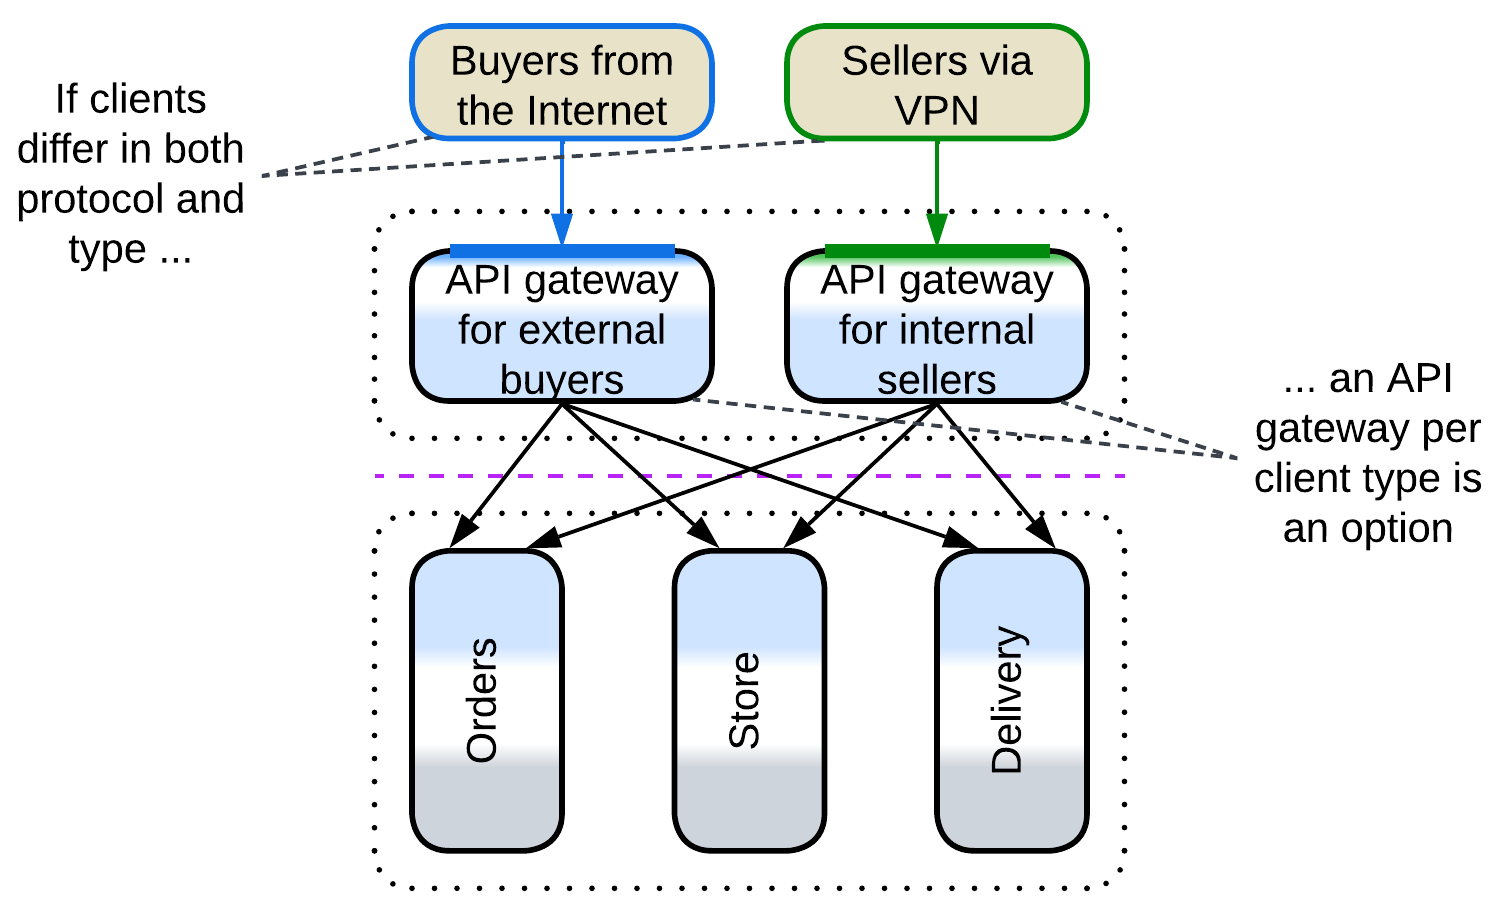 Buyers from
the Internet
Sellers via
VPN
If clients
differ in both
protocol and
type ...
API gateway
for external
buyers
API gateway
for internal
sellers
... an API
gateway per
client type is
an option
Orders
Store
Delivery